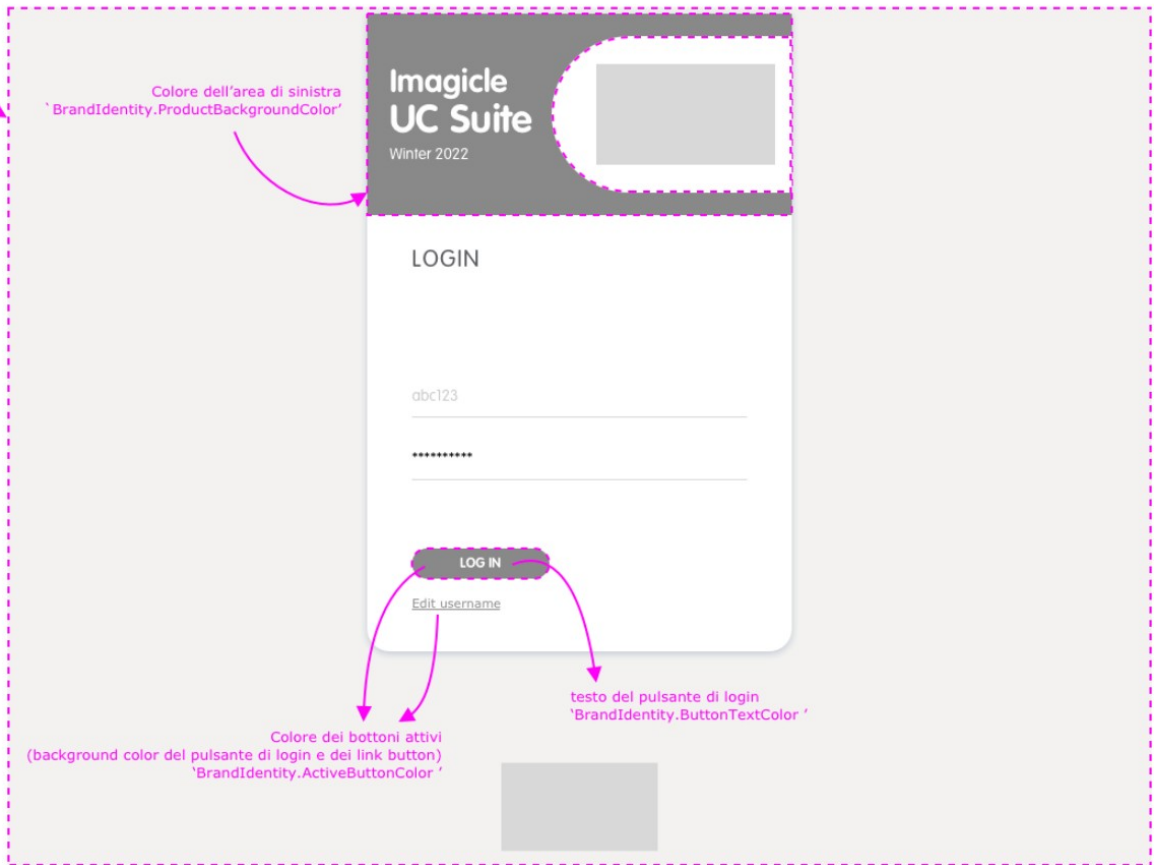 Colore dell'area di sinistra
`BrandIdentity.ProductBackgroundColor'
Imagicle
UC Suite
Winter 2022
LOGIN
abc123
**********
LOG IN
Edit username
testo del pulsante di login
‘BrandIdentity.ButtonTextColor ’
Colore dei bottoni attivi
(background color del pulsante di login e dei link button)
‘BrandIdentity.ActiveButtonColor ’